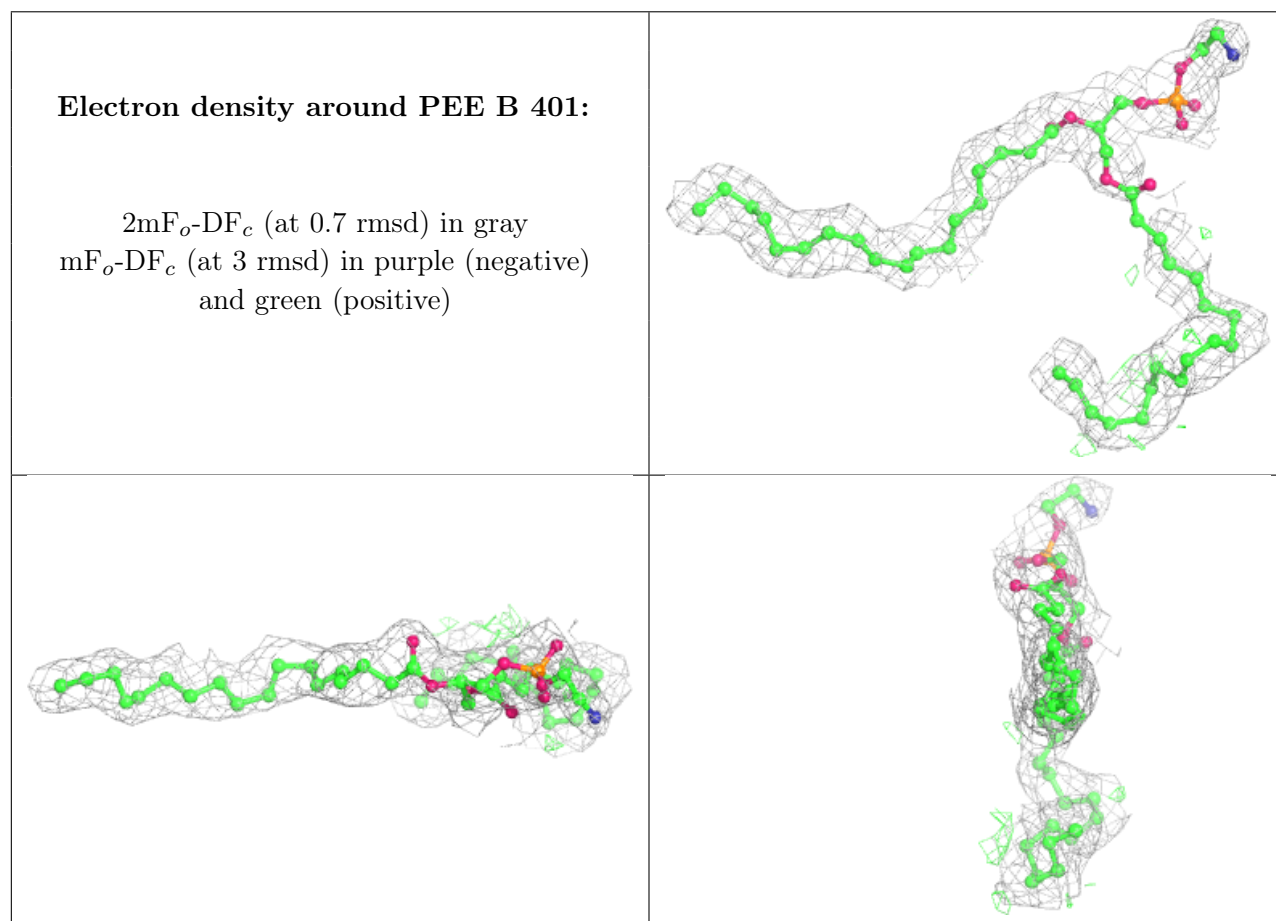 Electron density around PEE B 401:
2mFo-DFc (at 0.7 rmsd) in gray
mFo-DFc (at 3 rmsd) in purple (negative)
and green (positive)